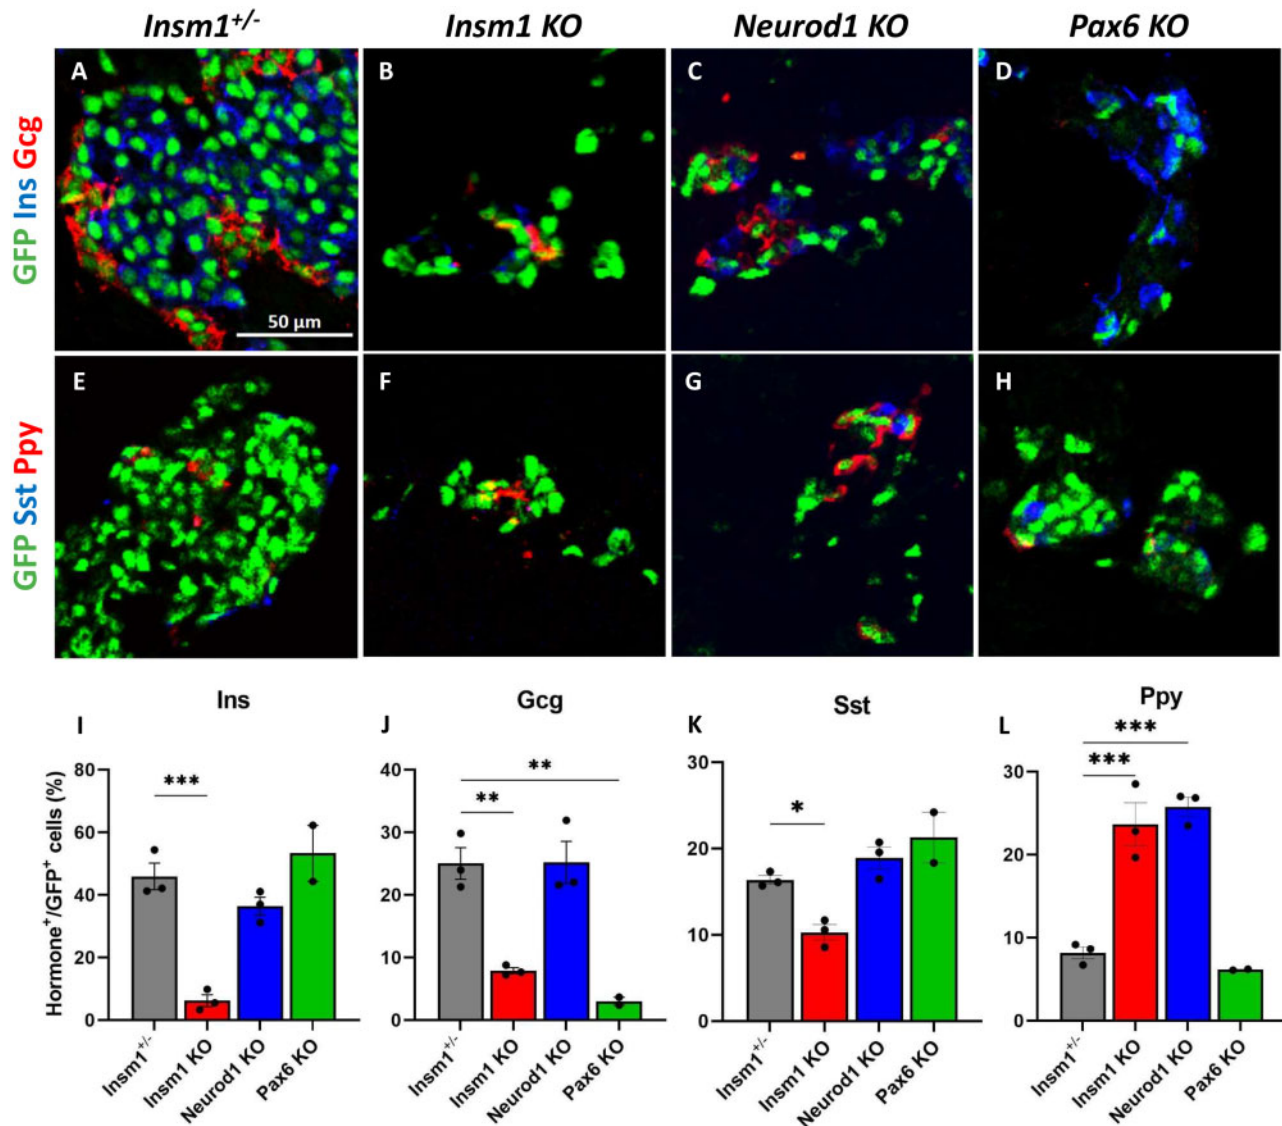 Insm1+/- Insm1 KO Neurod1 KO Pax6 KO
GFP Ins Gcg
A B C D
50 µm
GFP Sst Ppy
E F G H
Ins Gcg Sst Ppy
I J K L
Hormone+/GFP+ cells (%)
80
60
40
20
0
***
Insm1+/- Insm1 KO Neurod1 KO Pax6 KO
40
30
20
10
0
**
**
Insm1+/- Insm1 KO Neurod1 KO Pax6 KO
30
20
10
0
*
Insm1+/- Insm1 KO Neurod1 KO Pax6 KO
30
20
10
0
***
***
Insm1+/- Insm1 KO Neurod1 KO Pax6 KO